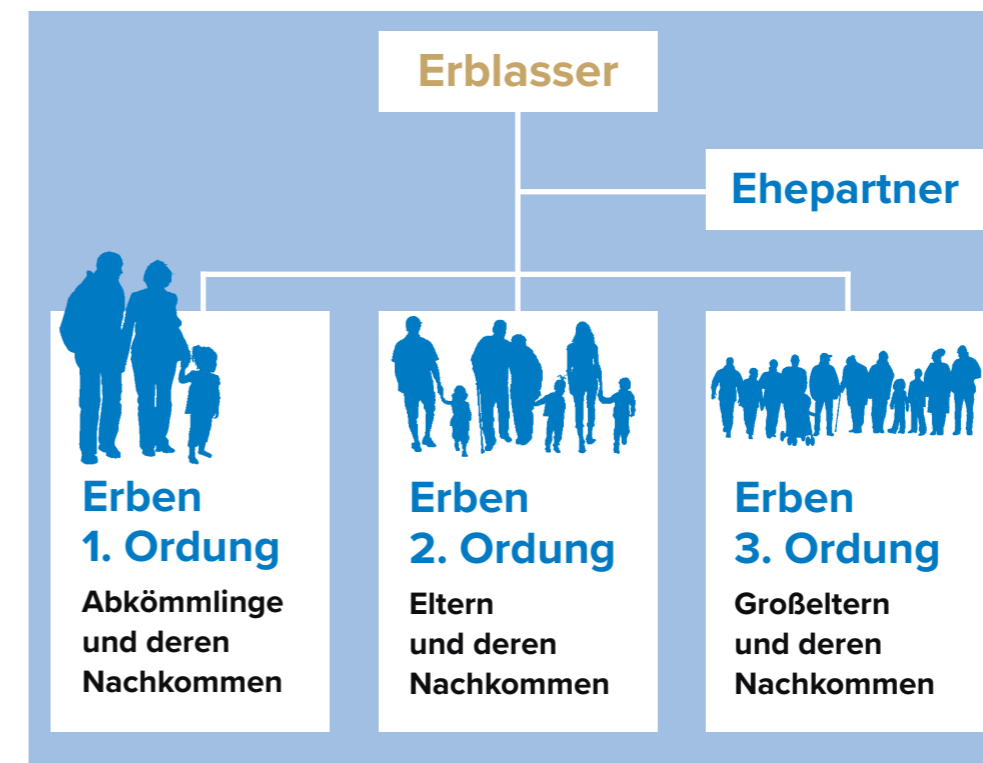 Erblasser
Ehepartner
Erben
1. Ordung
Abkömmlinge
und deren
Nachkommen
Erben
2. Ordung
Eltern
und deren
Nachkommen
Erben
3. Ordung
Großeltern
und deren
Nachkommen